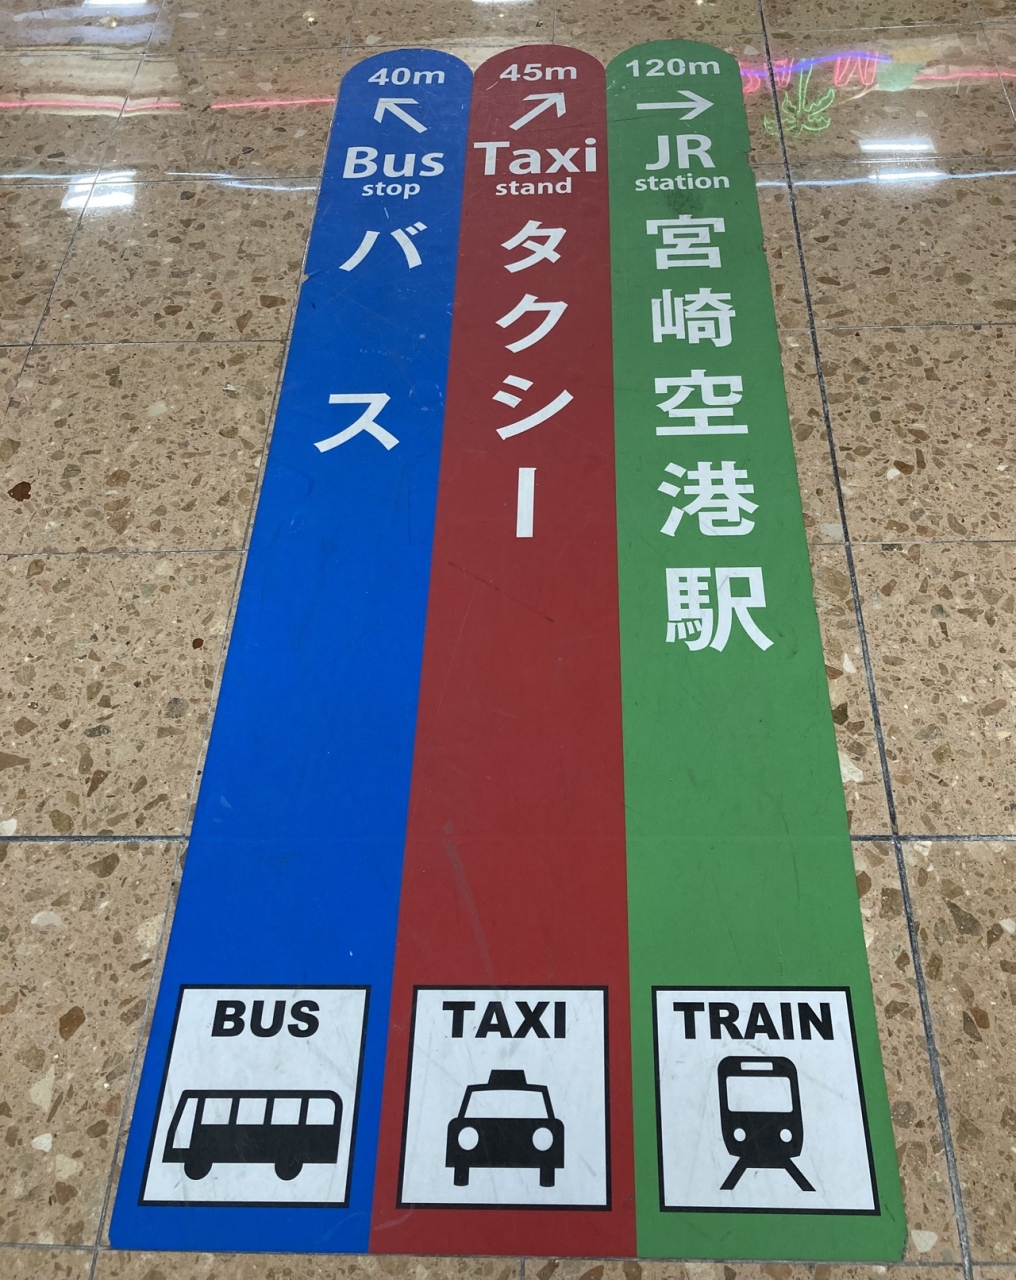 40m
Bus
stop
バス
BUS
45m
Taxi
stand
タクシー
TAXI
120m
JR
station
宮崎空港駅
TRAIN